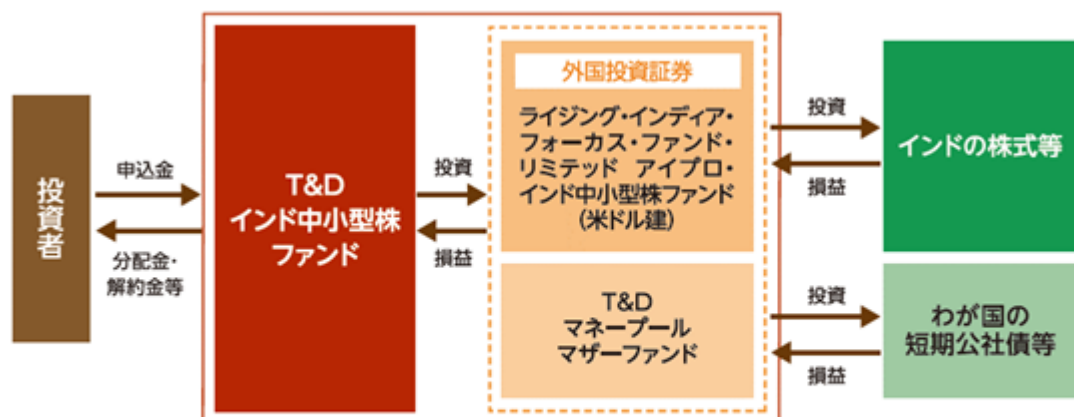 投資者
申込金
分配金・
解約金等
T&D
インド中小型株
ファンド
投資
損益
外国投資証券
ライジング・インディア・
フォーカス・ファンド・
リミテッド アイプロ・
インド中小型株ファンド
(米ドル建)
T&D
マネープール
マザーファンド
投資
損益
投資
損益
インドの株式等
わが国の
短期公社債等